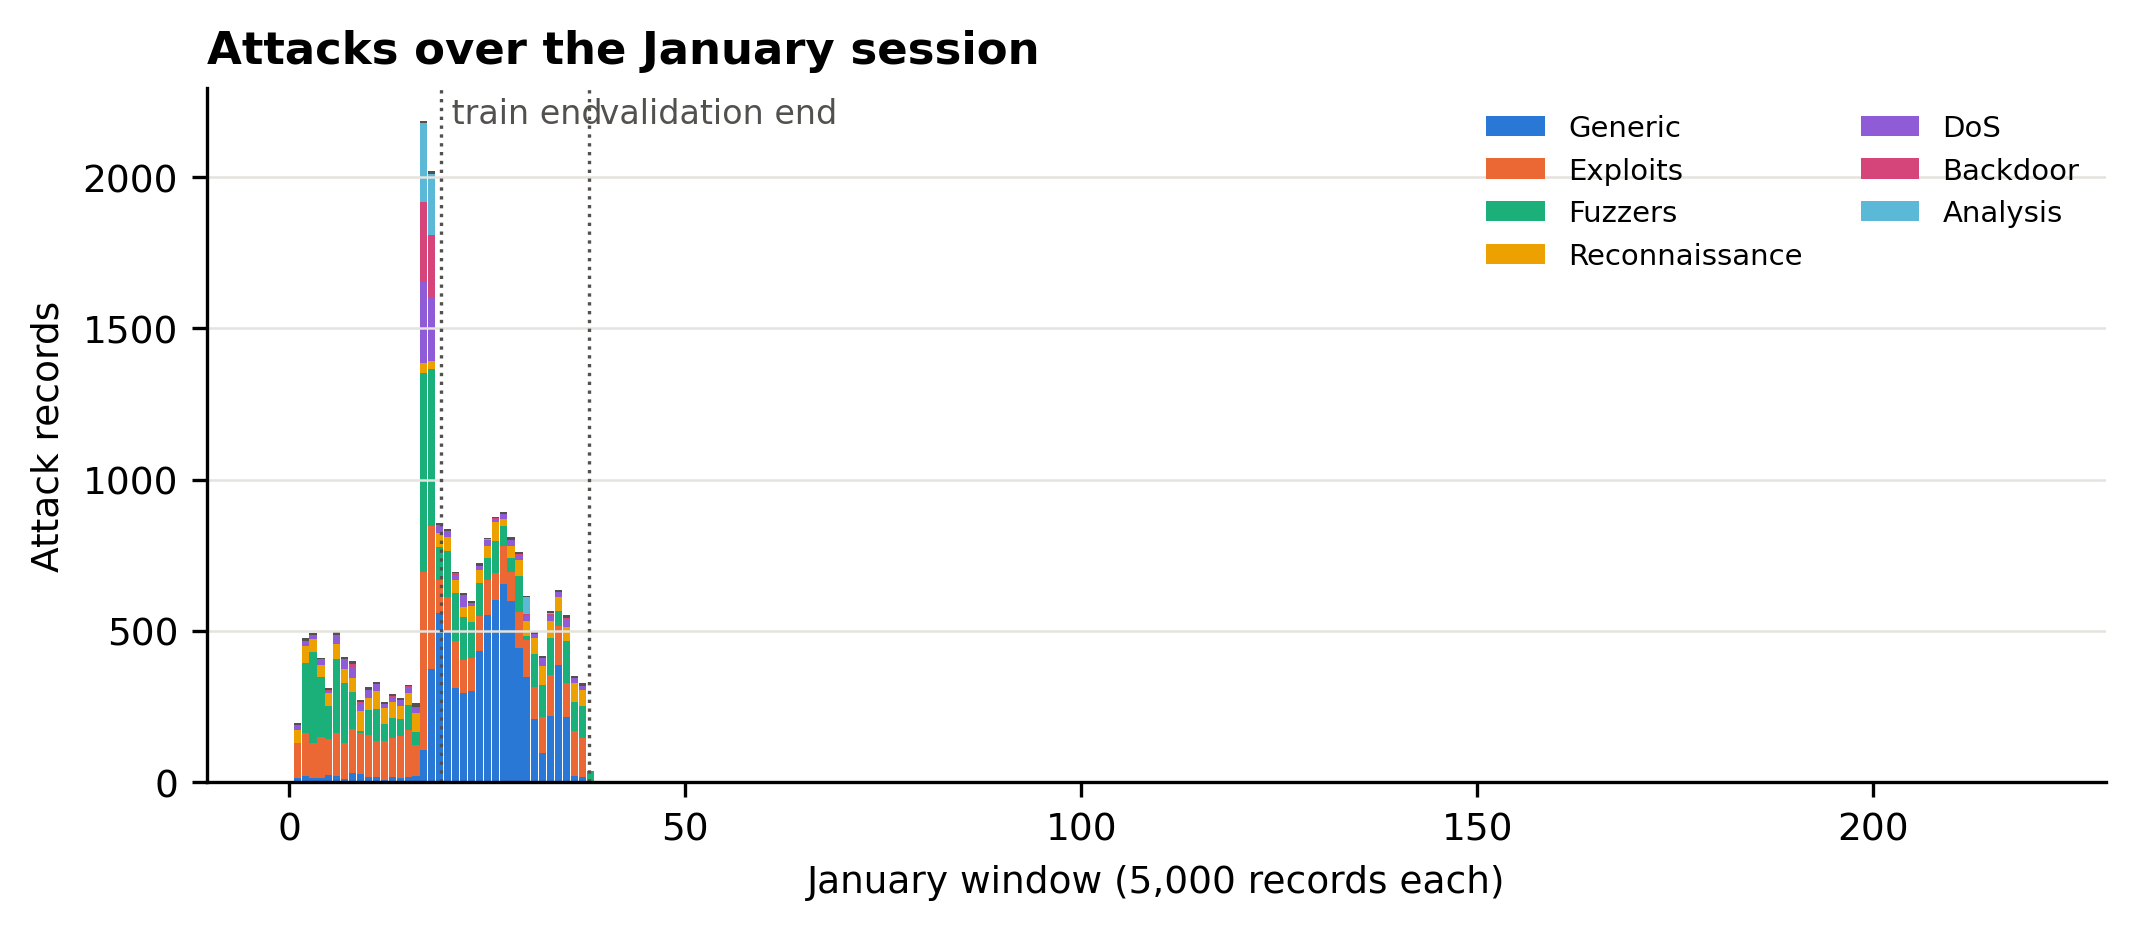 Attacks over the January session
train end
validation end
Generic
Exploits
Fuzzers
Reconnaissance
DoS
Backdoor
Analysis
Attack records
2000
1500
1000
500
0
0 50 100 150 200
January window (5,000 records each)